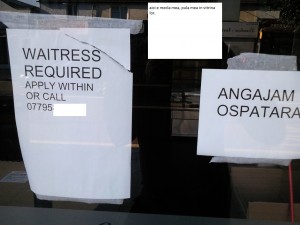 WAITRESS
REQUIRED
APPLY WITHIN
OR CALL
07795
ANGAJAM
OSPATARA